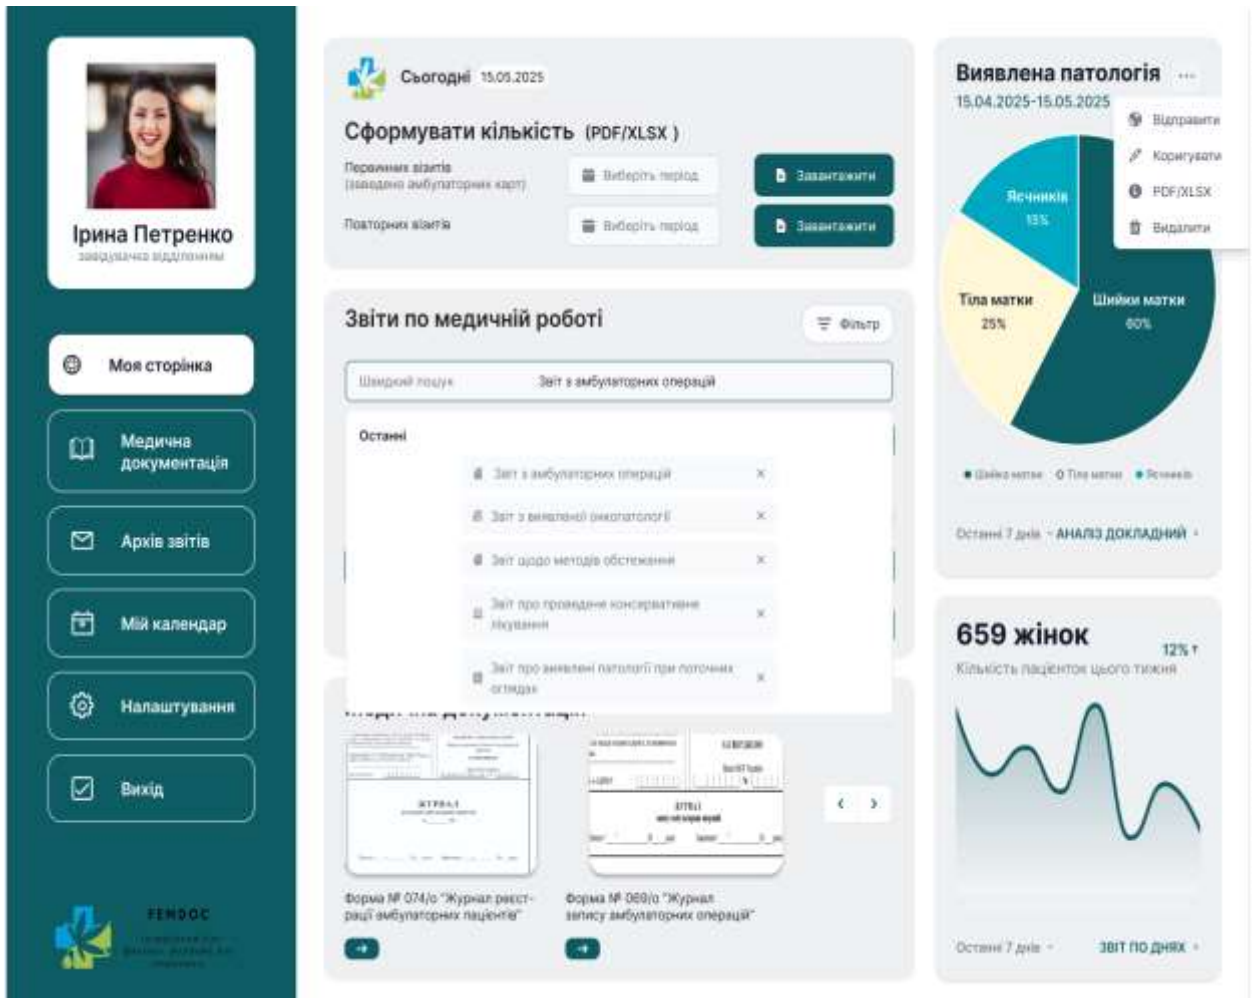 Ірина Петренко
завідувачка відділенням
Моя сторінка
Медична
документація
Архів звітів
Мій календар
Налаштування
Вихід
FEMDOC
Сьогодні 15.05.2025
Сформувати кількість (PDF/XLSX )
Первинних візитів
(заведено амбулаторних карт)
Виберіть період
Завантажити
Повторних візитів
Виберіть період
Завантажити
Звіти по медичній роботі
Фільтр
Швидкий пошук Звіт з амбулаторних операцій
Останні
Звіт з амбулаторних операцій
Звіт з виявленої онкопатології
Звіт щодо методів обстеження
Звіт про проведене консервативне
лікування
Звіт про виявлені патології при поточних
оглядах
ЖУРНАЛ
Форма № 074/о "Журнал реєст-
рації амбулаторних пацієнтів"
Форма № 069/о "Журнал
запису амбулаторних операцій"
Виявлена патологія ...
15.04.2025-15.05.2025
Відправити
Коригувати
PDF/XLSX
Видалити
Яєчників
15%
Тіла матки
25%
Шийки матки
60%
Шийка матки Тіла матки Яєчників
Останні 7 днів АНАЛІЗ ДОКЛАДНИЙ
659 жінок
12%
Кількість пацієнток цього тижня
Останні 7 днів ЗВІТ ПО ДНЯХ